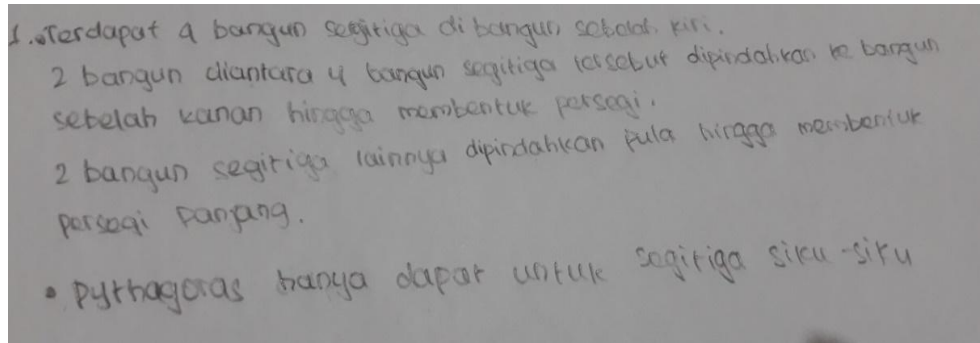 1. • Terdapat 4 bangun segitiga di bangun sebelah kiri.
2 bangun diantara 4 bangun segitiga tersebut dipindahkan ke bangun
sebelah kanan hingga membentuk persegi.
2 bangun segitiga lainnya dipindahkan pula hingga membentuk
persegi panjang.
• pythagoras hanya dapat untuk segitiga siku-siku